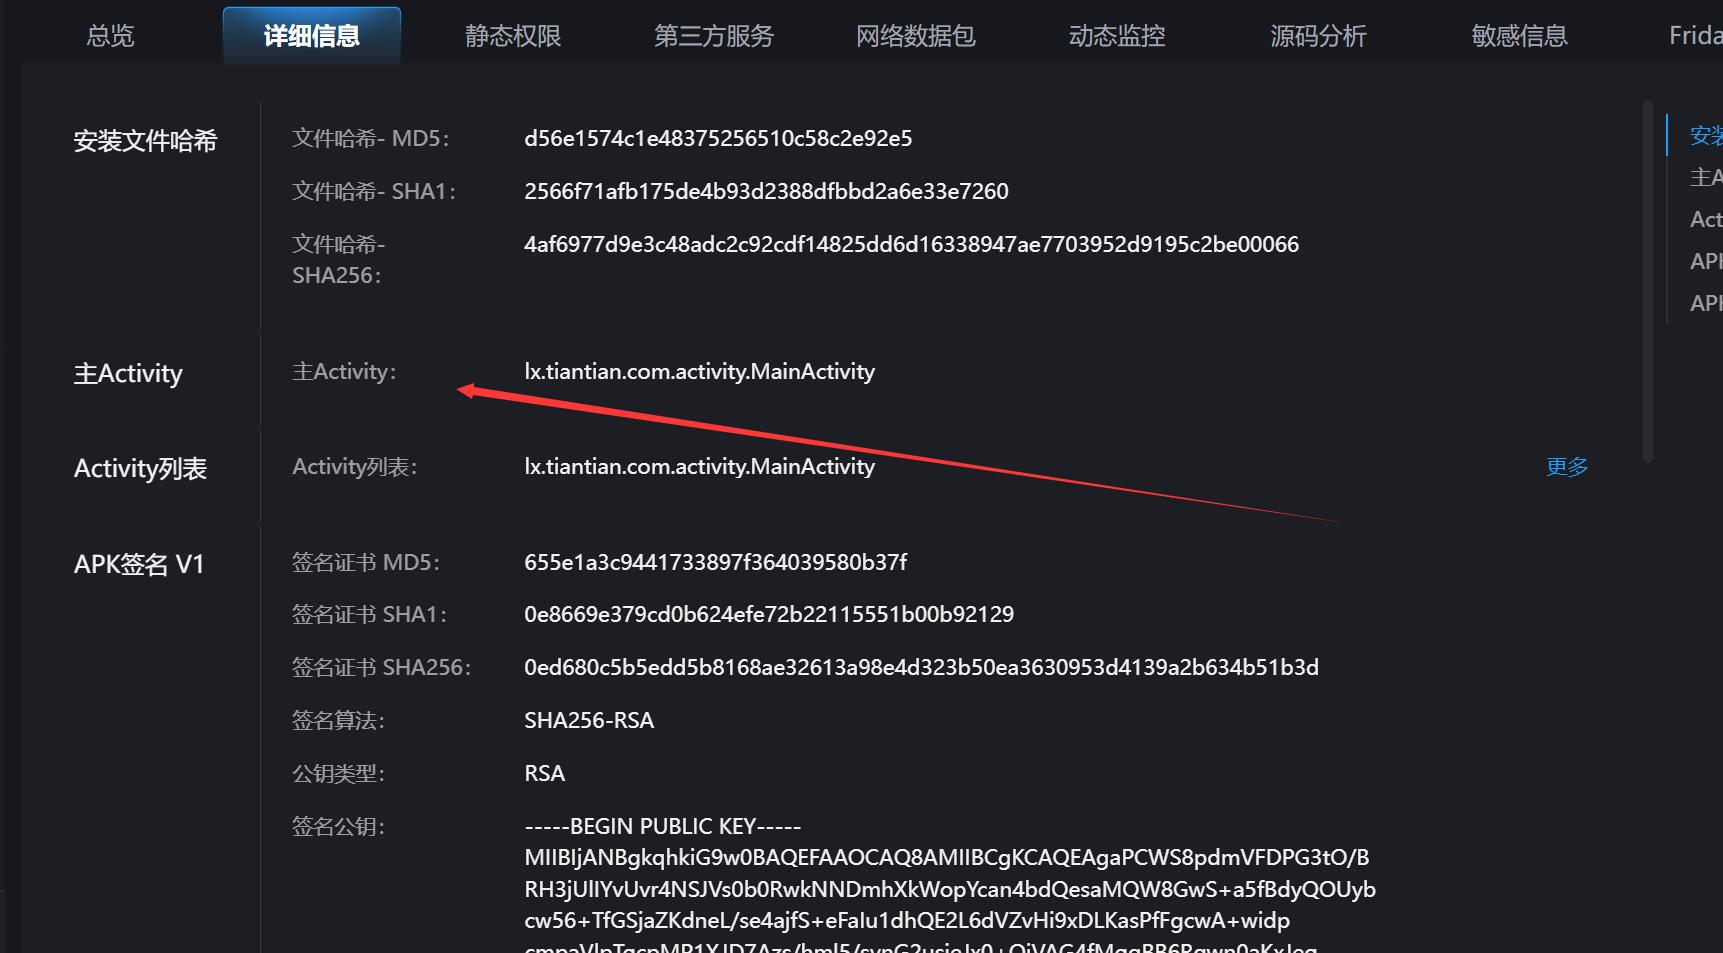 总览 详细信息 静态权限 第三方服务 网络数据包 动态监控 源码分析 敏感信息 Frida
安装文件哈希 文件哈希- MD5: d56e1574c1e48375256510c58c2e92e5
文件哈希- SHA1: 2566f71afb175de4b93d2388dfbbd2a6e33e7260
文件哈希- 4af6977d9e3c48adc2c92cdf14825dd6d16338947ae7703952d9195c2be00066
SHA256:
主Activity 主Activity: lx.tiantian.com.activity.MainActivity
Activity列表 Activity列表: lx.tiantian.com.activity.MainActivity 更多
APK签名 V1 签名证书 MD5: 655e1a3c9441733897f364039580b37f
签名证书 SHA1: 0e8669e379cd0b624efe72b22115551b00b92129
签名证书 SHA256: 0ed680c5b5edd5b8168ae32613a98e4d323b50ea3630953d4139a2b634b51b3d
签名算法: SHA256-RSA
公钥类型: RSA
签名公钥: -----BEGIN PUBLIC KEY-----
MIIBIjANBgkqhkiG9w0BAQEFAAOCAQ8AMIIBCgKCAQEAgaPCWS8pdmVFDPG3tO/B
RH3jUlIYvUvr4NSJVs0b0RwkNNDmhXkWopYcan4bdQesaMQW8GwS+a5fBdyQOUyb
cw56+TfGSjaZKdneL/se4ajfS+eFaIu1dhQE2L6dVZvHi9xDLKasPfFgcwA+widp
安装
主A
Act
APK
APK